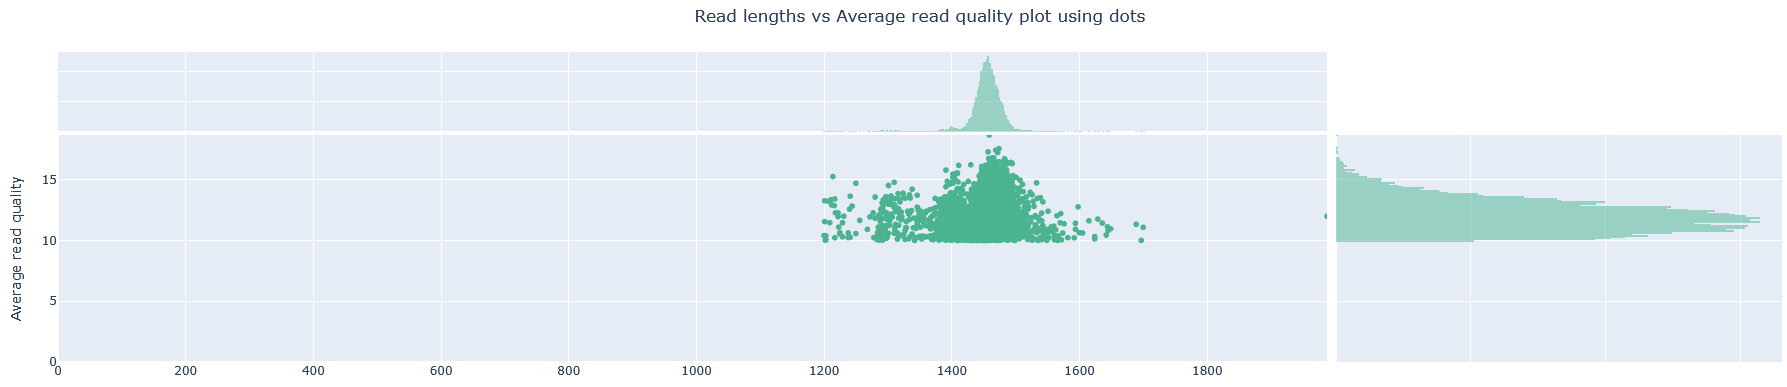 Read lengths vs Average read quality plot using dots
Average read quality
15
10
5
0
0 200 400 600 800 1000 1200 1400 1600 1800